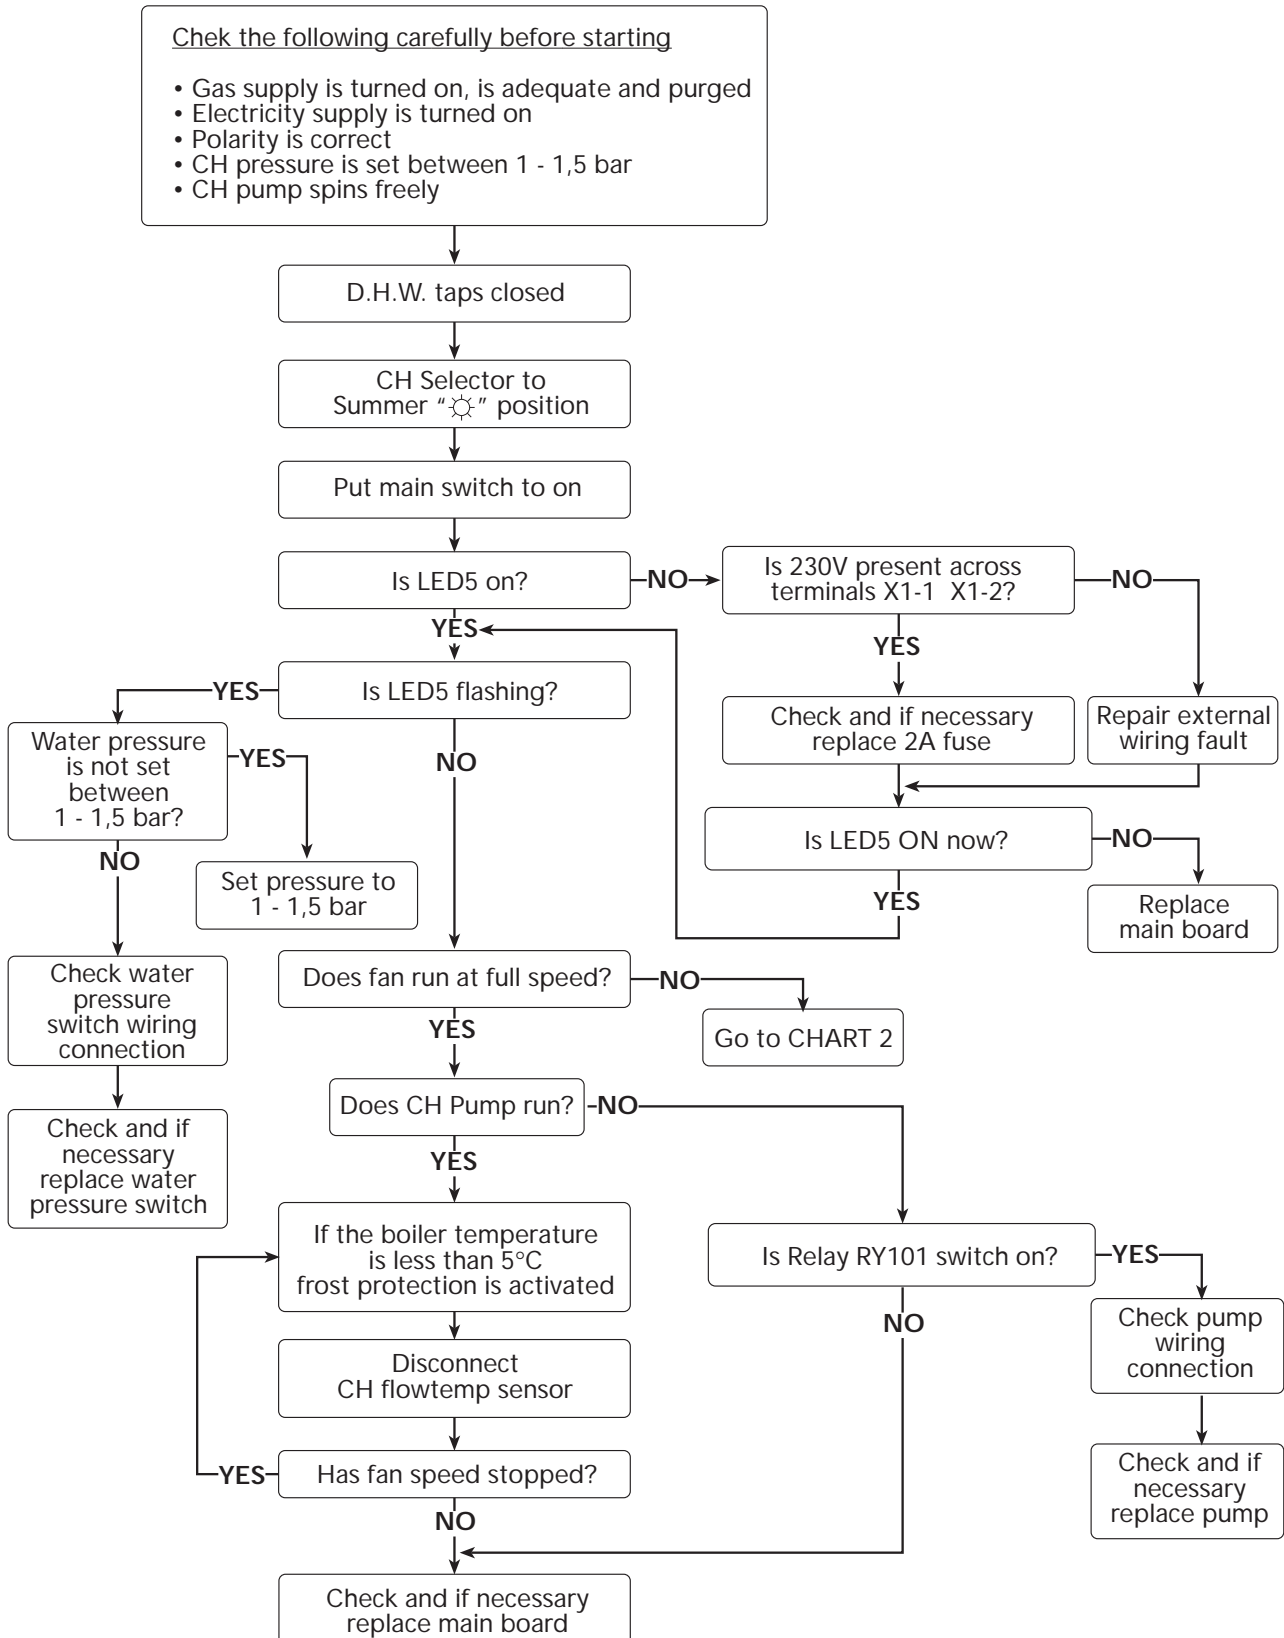 Chek the following carefully before starting
• Gas supply is turned on, is adequate and purged
• Electricity supply is turned on
• Polarity is correct
• CH pressure is set between 1 - 1,5 bar
• CH pump spins freely
D.H.W. taps closed
CH Selector to
Summer “☼” position
Put main switch to on
Is LED5 on?
NO
Is 230V present across
terminals X1-1 X1-2?
NO
YES
YES
Is LED5 flashing?
YES
Check and if necessary
replace 2A fuse
Repair external
wiring fault
Water pressure
is not set
between
1 - 1,5 bar?
YES
NO
Is LED5 ON now?
NO
NO
Set pressure to
1 - 1,5 bar
YES
Replace
main board
Check water
pressure
switch wiring
connection
Does fan run at full speed?
NO
YES
Go to CHART 2
Does CH Pump run?
NO
Check and if
necessary
replace water
pressure switch
YES
If the boiler temperature
is less than 5°C
frost protection is activated
Is Relay RY101 switch on?
YES
NO
Check pump
wiring
connection
Disconnect
CH flowtemp sensor
YES
Has fan speed stopped?
Check and if
necessary
replace pump
NO
Check and if necessary
replace main board